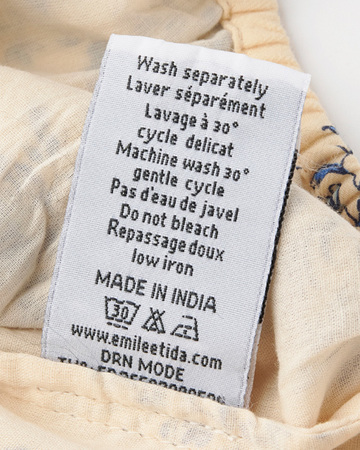 Wash separately
Laver séparément
Lavage à 30°
cycle delicat
Machine wash 30°
gentle cycle
Pas d'eau de javel
Do not bleach
Repassage doux
low iron
MADE IN INDIA
30
www.emileetida.com
DRN MODE